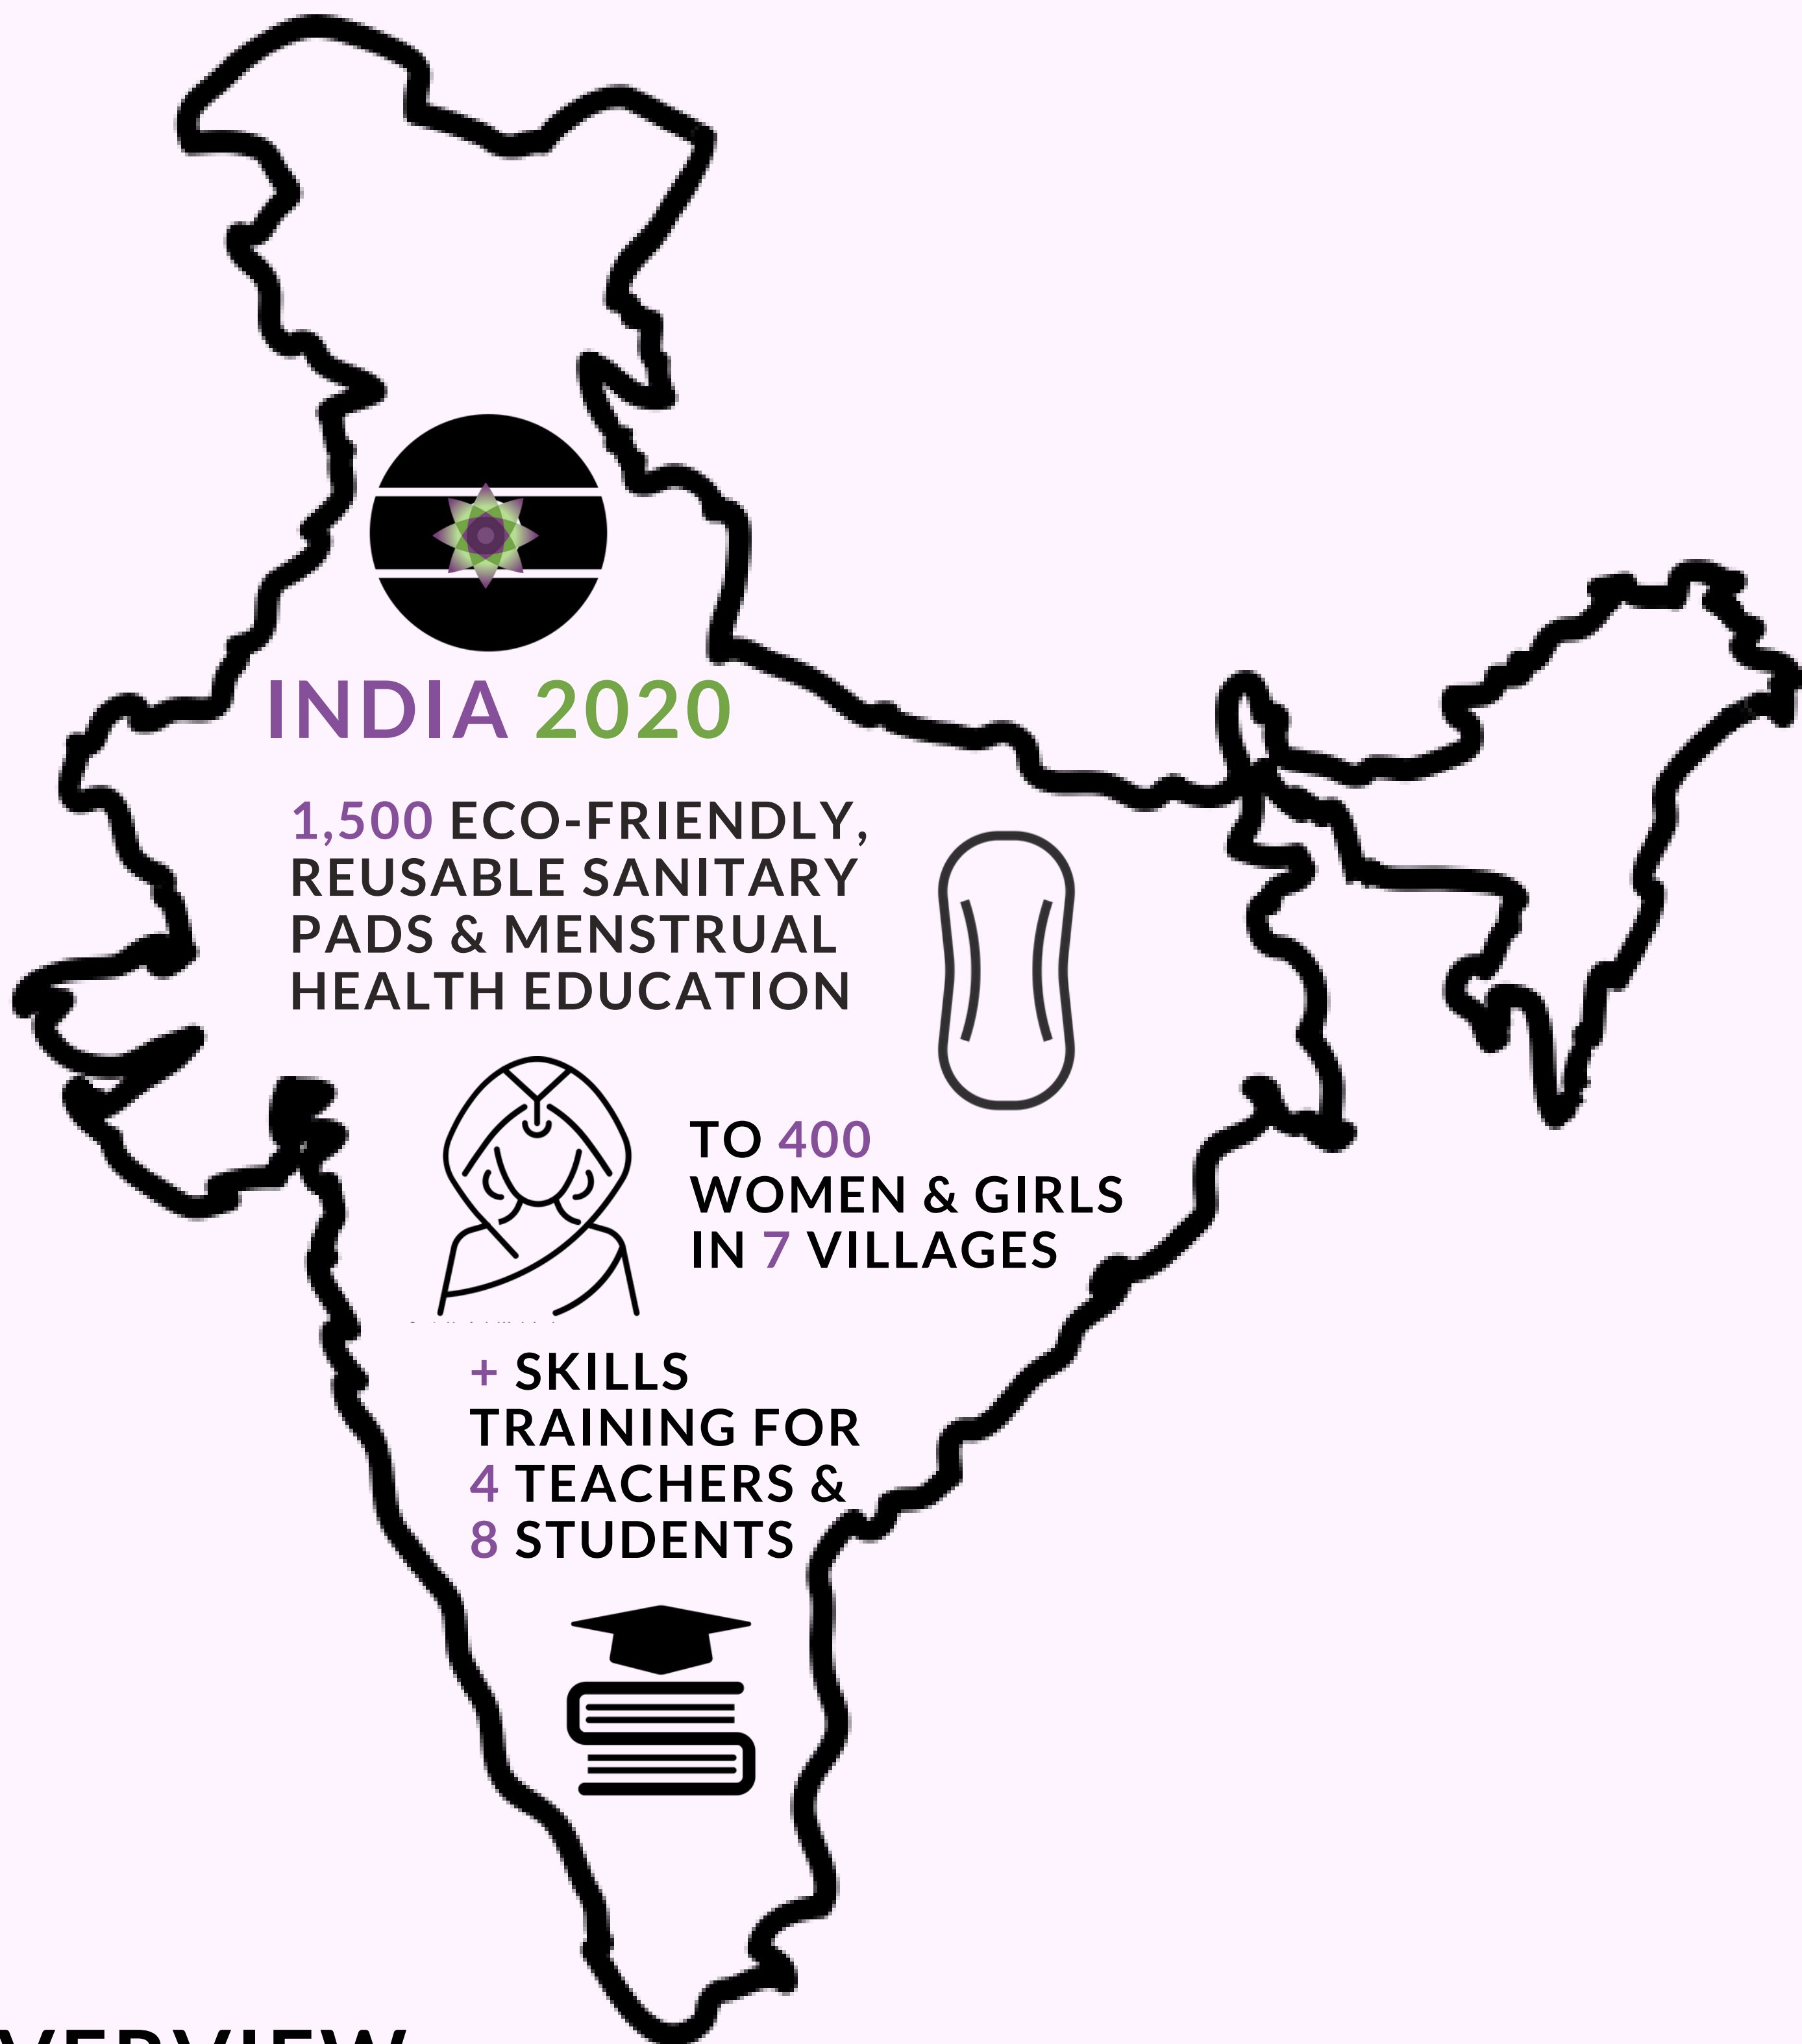 INDIA 2020
1,500 ECO-FRIENDLY,
REUSABLE SANITARY
PADS & MENSTRUAL
HEALTH EDUCATION
TO 400
WOMEN & GIRLS
IN 7 VILLAGES
+ SKILLS
TRAINING FOR
4 TEACHERS &
8 STUDENTS